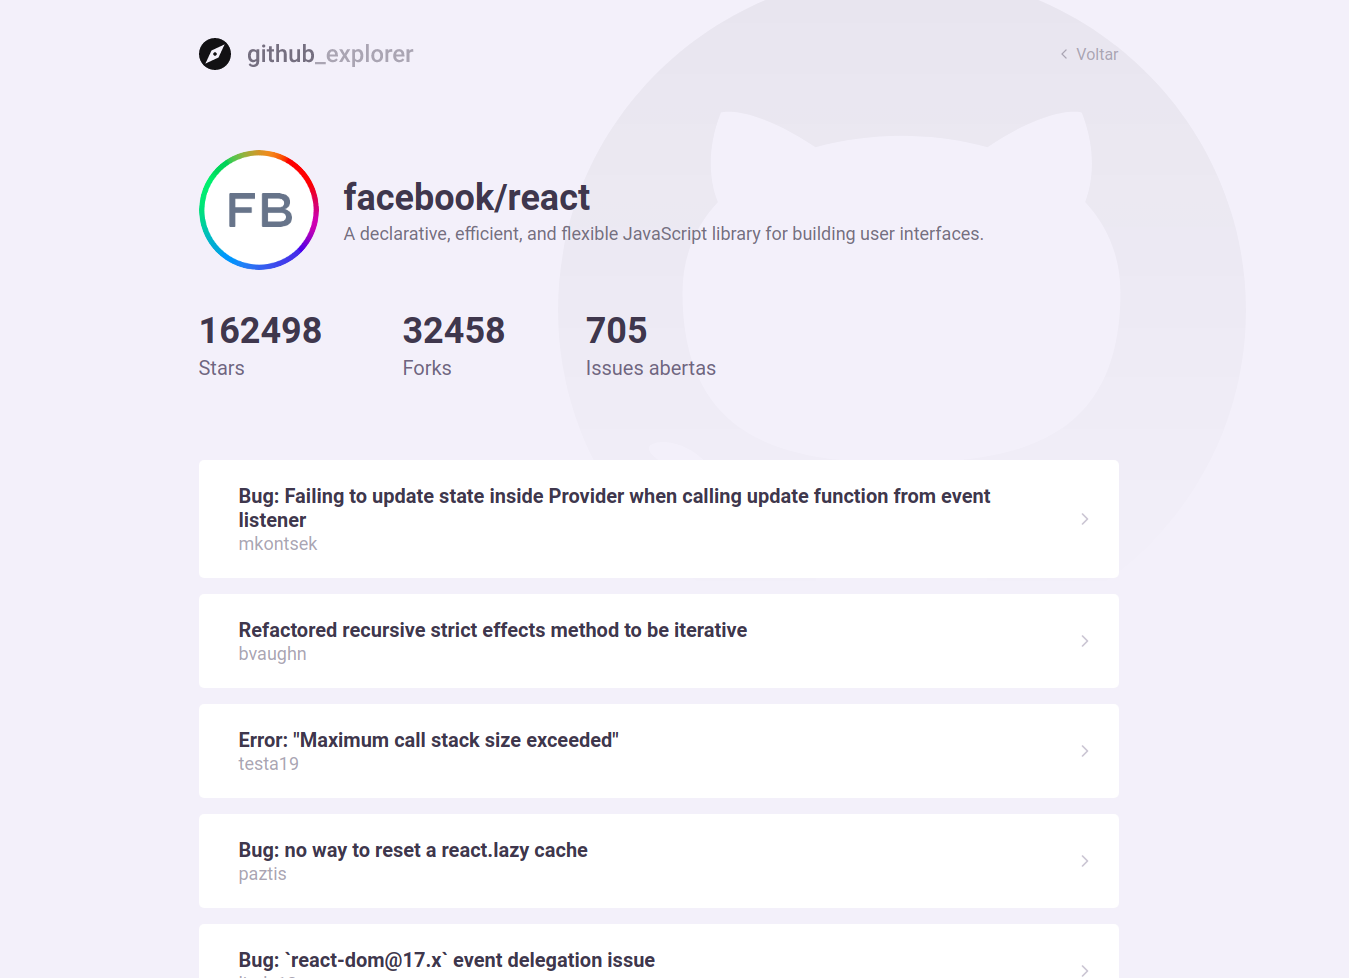 github_explorer
Voltar
FB
facebook/react
A declarative, efficient, and flexible JavaScript library for building user interfaces.
162498
32458
705
Stars
Forks
Issues abertas
Bug: Failing to update state inside Provider when calling update function from event
listener
mkontsek
Refactored recursive strict effects method to be iterative
bvaughn
Error: "Maximum call stack size exceeded"
testa19
Bug: no way to reset a react.lazy cache
paztis
Bug: `react-dom@17.x` event delegation issue